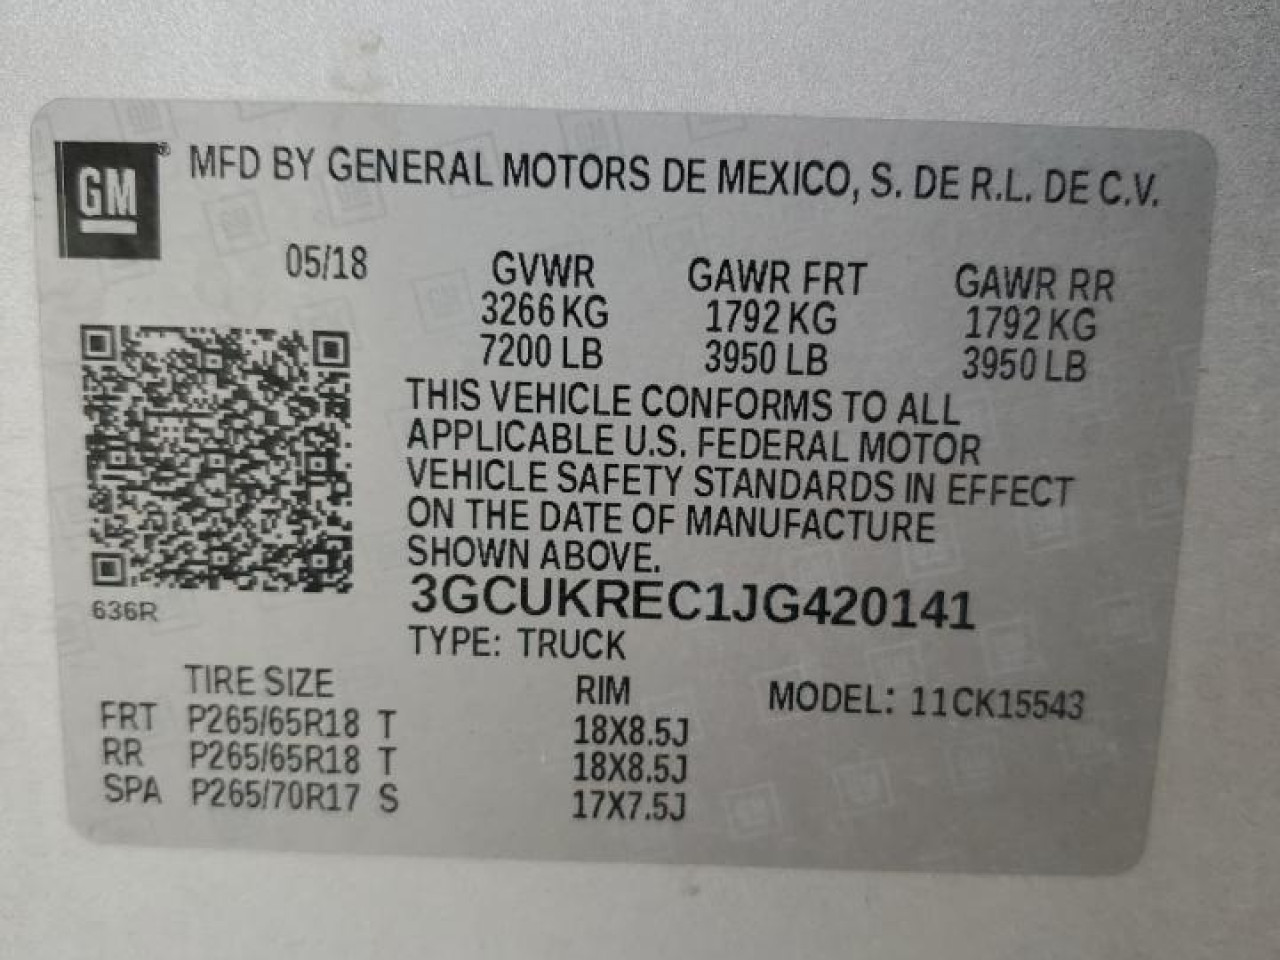 GM® MFD BY GENERAL MOTORS DE MEXICO, S. DE R.L. DE C.V.
05/18 GVWR GAWR FRT GAWR RR
3266 KG 1792 KG 1792 KG
7200 LB 3950 LB 3950 LB
THIS VEHICLE CONFORMS TO ALL
APPLICABLE U.S. FEDERAL MOTOR
VEHICLE SAFETY STANDARDS IN EFFECT
ON THE DATE OF MANUFACTURE
SHOWN ABOVE.
636R 3GCUKREC1JG420141
TYPE: TRUCK
TIRE SIZE RIM MODEL: 11CK15543
FRT P265/65R18 T 18X8.5J
RR P265/65R18 T 18X8.5J
SPA P265/70R17 S 17X7.5J